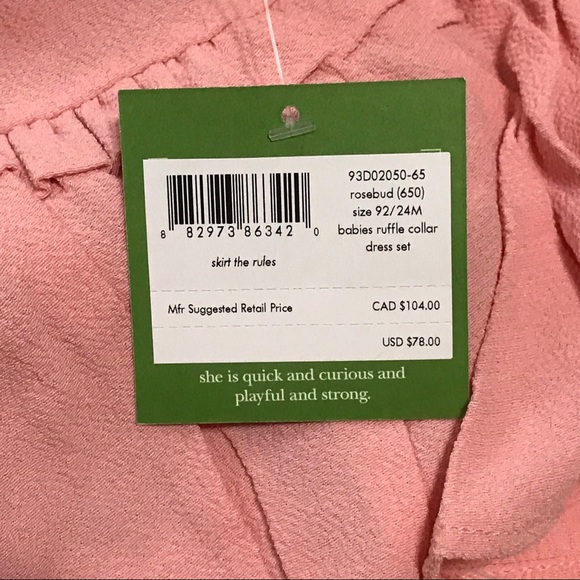 93D02050-65
rosebud (650)
size 92/24M
babies ruffle collar
dress set
8 82973 86342 0
skirt the rules
Mfr Suggested Retail Price CAD $104.00
USD $78.00
she is quick and curious and
playful and strong.